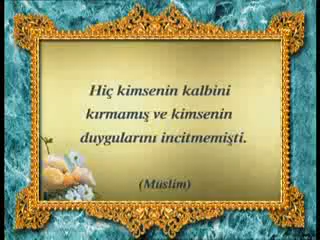 Hiç kimsenin kalbini
kırmamış ve kimsenin
duygularını incitmemişti.
(Müslim)